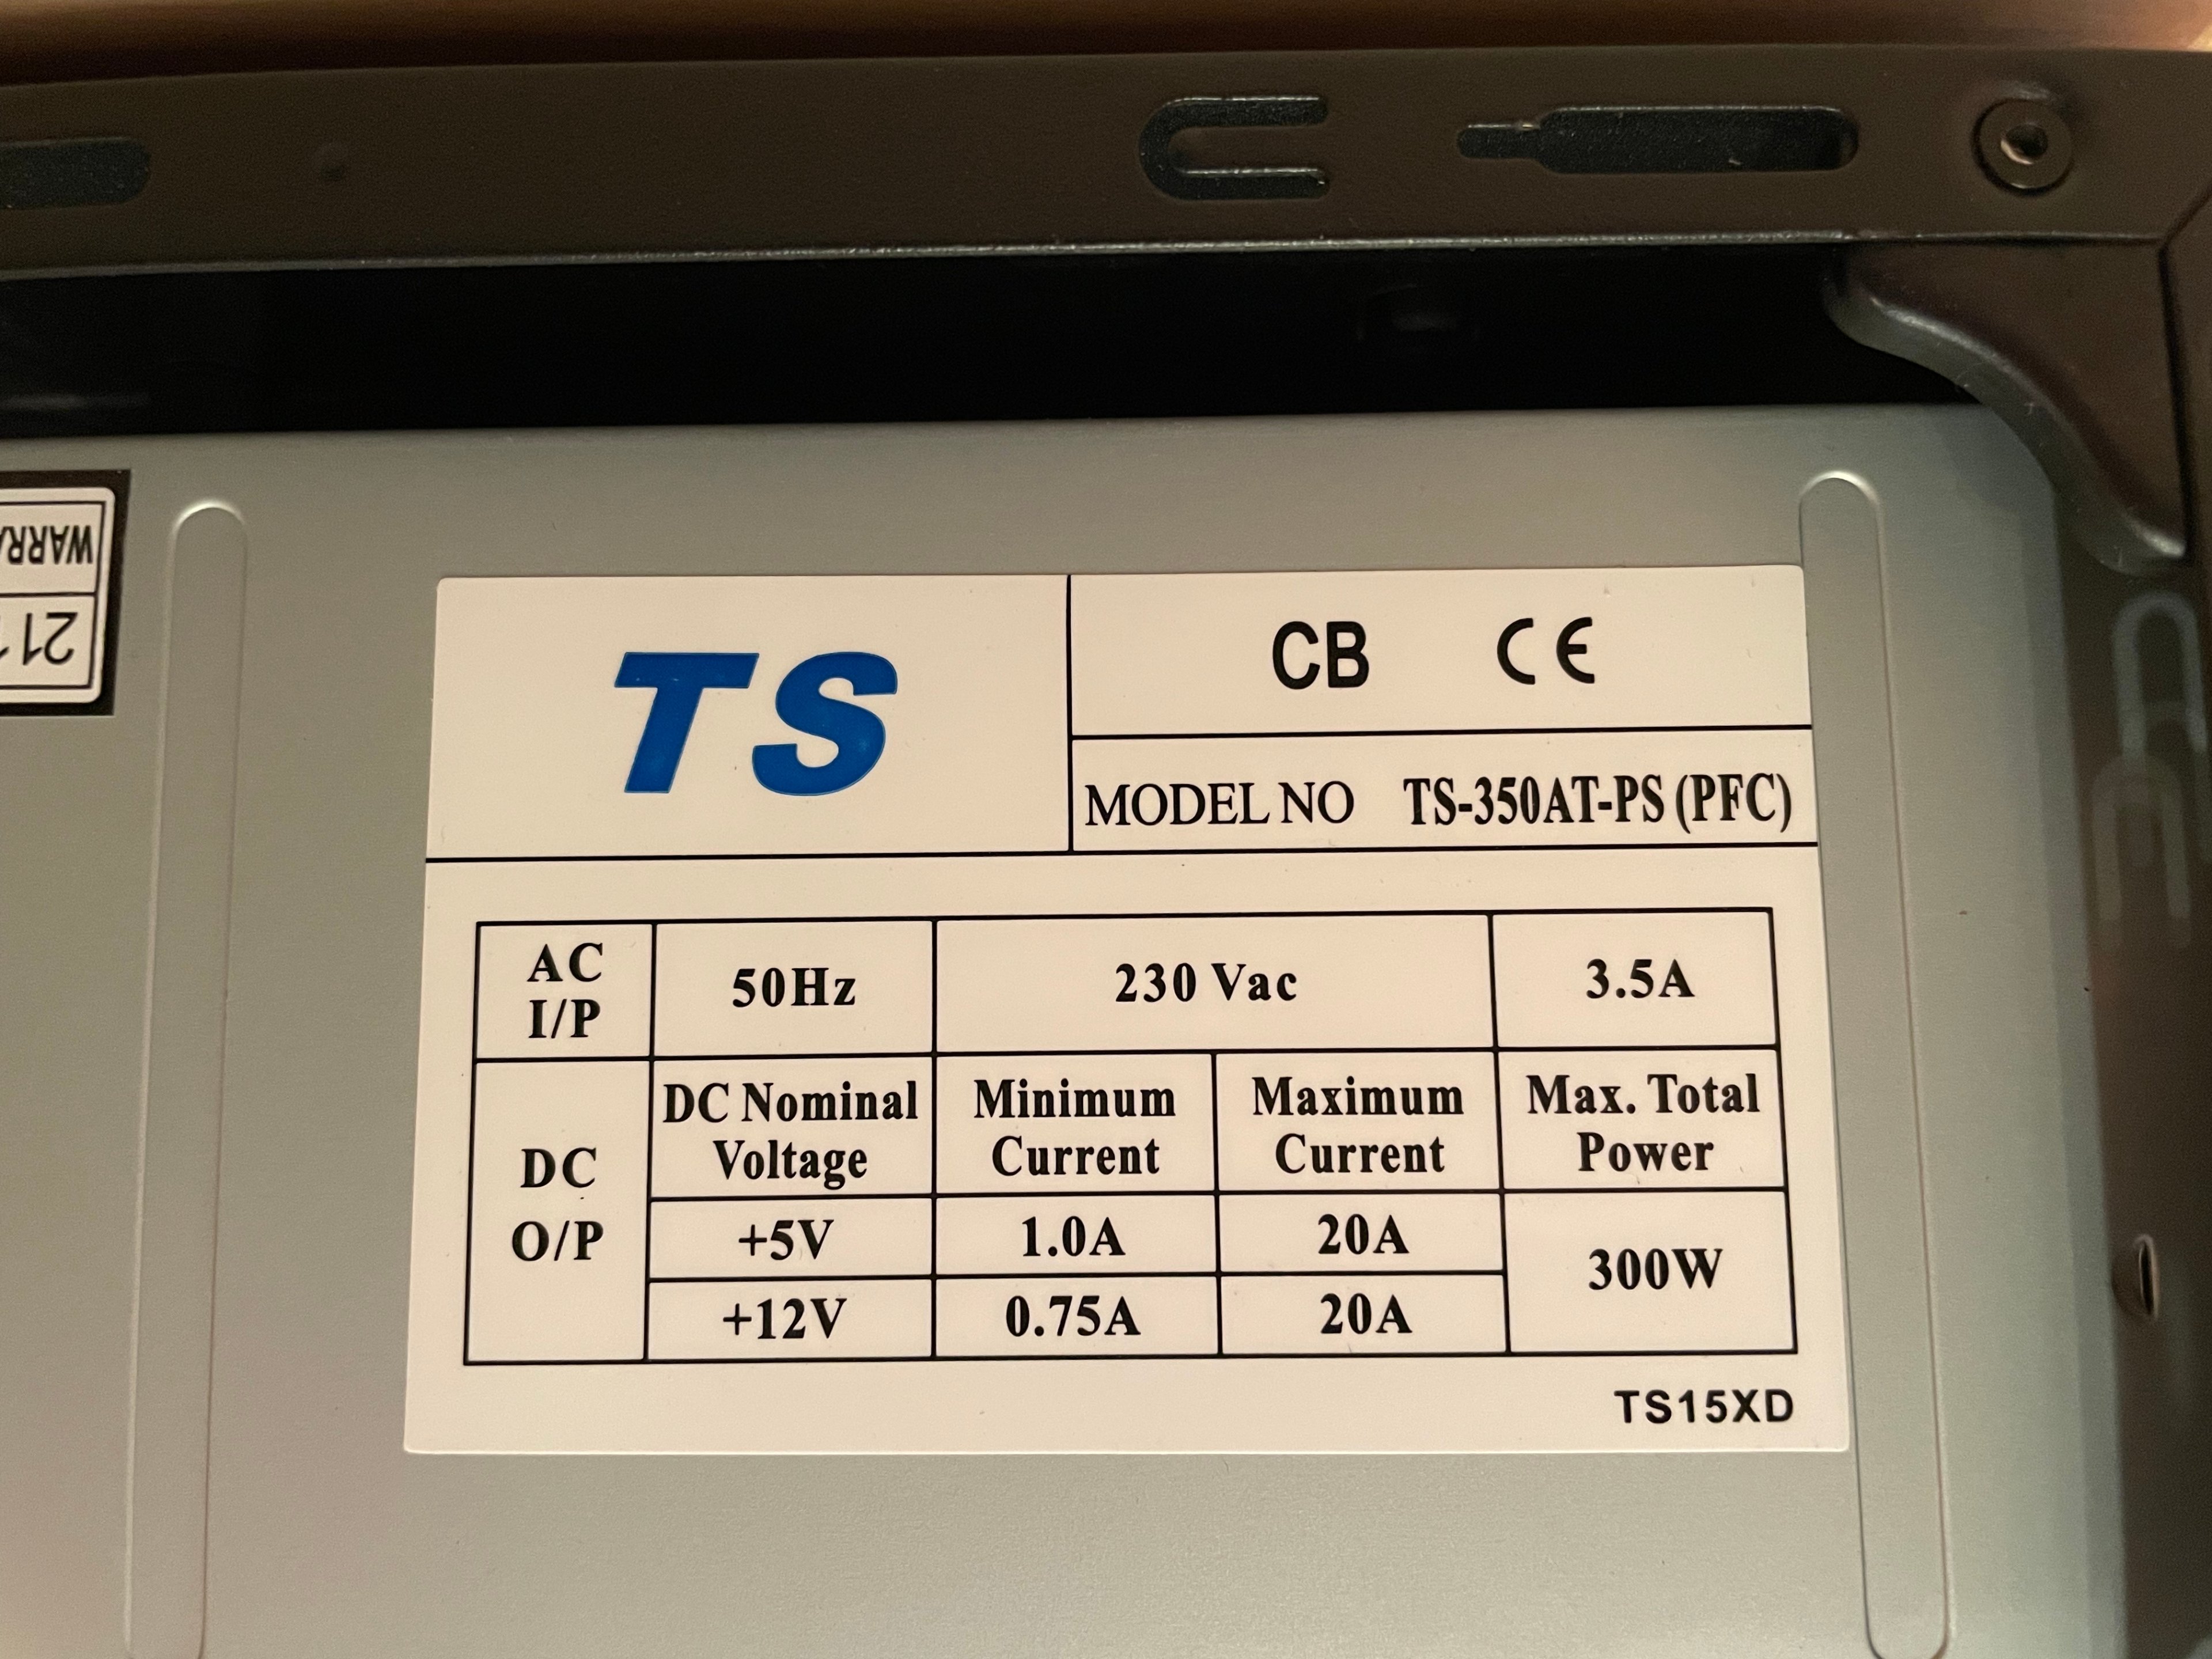 TS
CB CE
MODEL NO TS-350AT-PS (PFC)
AC I/P 50Hz 230 Vac 3.5A
DC O/P
DC Nominal Voltage Minimum Current Maximum Current Max. Total Power
+5V 1.0A 20A 300W
+12V 0.75A 20A
TS15XD